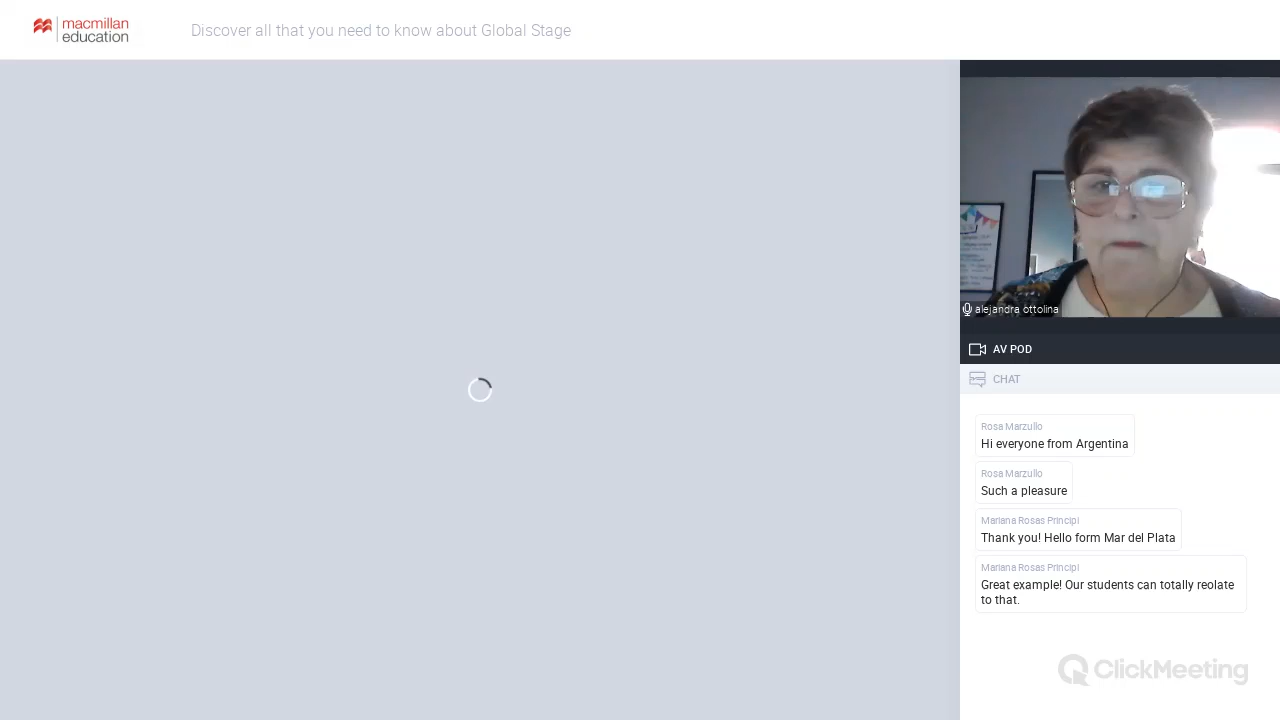 macmillan
education
Discover all that you need to know about Global Stage
alejandra ottolina
AV POD
CHAT
Rosa Marzullo
Hi everyone from Argentina
Rosa Marzullo
Such a pleasure
Mariana Rosas Principi
Thank you! Hello form Mar del Plata
Mariana Rosas Principi
Great example! Our students can totally reolate
to that.
ClickMeeting